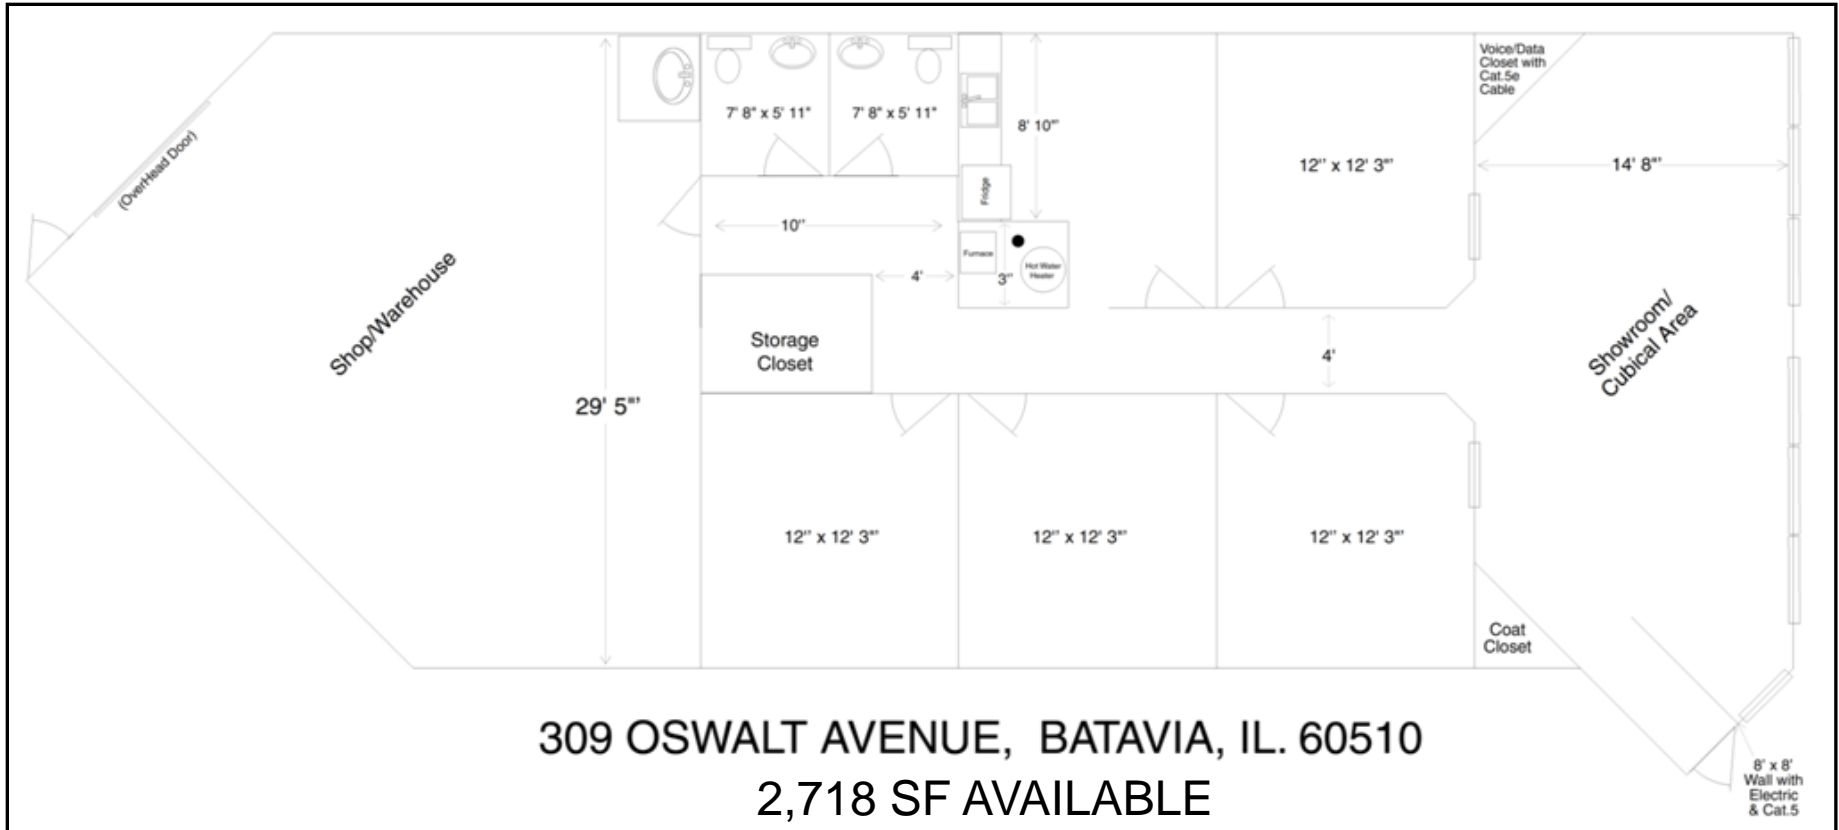 Voice/Data
Closet with
Cat.5e
Cable
7' 8" x 5' 11"
7' 8" x 5' 11"
8' 10"'
(OverHead Door)
12'' x 12' 3"'
14' 8"'
Fridge
10''
Furnace
4'
3"'
Hot Water
Heater
Shop/Warehouse
Storage
Closet
4'
Showroom/
Cubical Area
29' 5"'
12'' x 12' 3"'
12'' x 12' 3"'
12'' x 12' 3"'
Coat
Closet
309 OSWALT AVENUE, BATAVIA, IL. 60510
2,718 SF AVAILABLE
8' x 8'
Wall with
Electric
& Cat.5